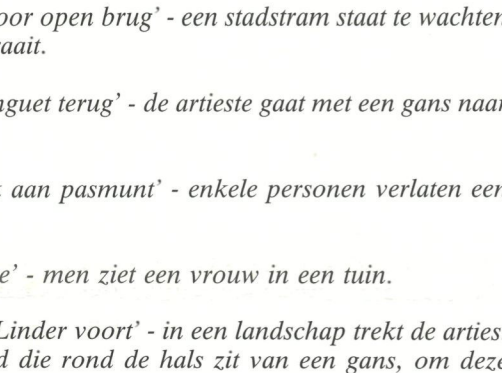 oor open brug’ - een stadstram staat te wachten
raait.
nguet terug’ - de artieste gaat met een gans naar
aan pasmunt’ - enkele personen verlaten een
e’ - men ziet een vrouw in een tuin.
Linder voort’ - in een landschap trekt de arties
d die rond de hals zit van een gans, om deze